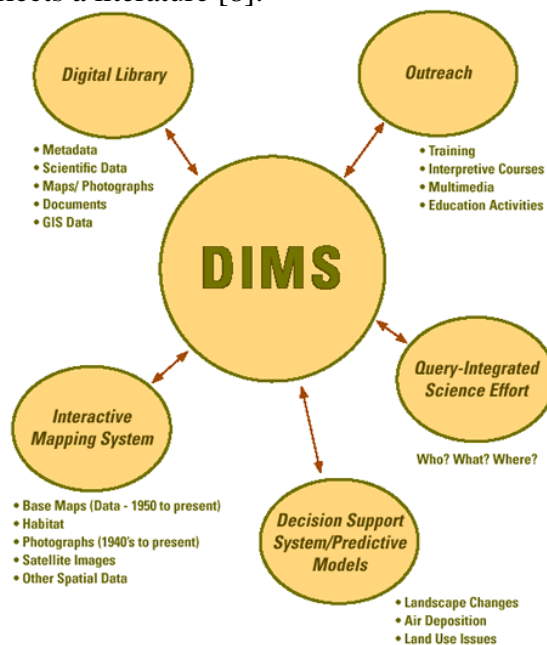 Digital Library
• Metadata
• Scientific Data
• Maps/ Photographs
• Documents
• GIS Data
Outreach
• Training
• Interpretive Courses
• Multimedia
• Education Activities
DIMS
Query-Integrated
Science Effort
Who? What? Where?
Interactive
Mapping System
• Base Maps (Data - 1950 to present)
• Habitat
• Photographs (1940's to present)
• Satellite Images
• Other Spatial Data
Decision Support
System/Predictive
Models
• Landscape Changes
• Air Deposition
• Land Use Issues